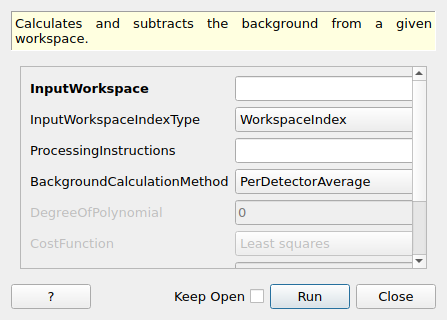 Calculates and subtracts the background from a given
workspace.
InputWorkspace
InputWorkspaceIndexType WorkspaceIndex
ProcessingInstructions
BackgroundCalculationMethod PerDetectorAverage
DegreeOfPolynomial 0
CostFunction Least squares
? Keep Open Run Close